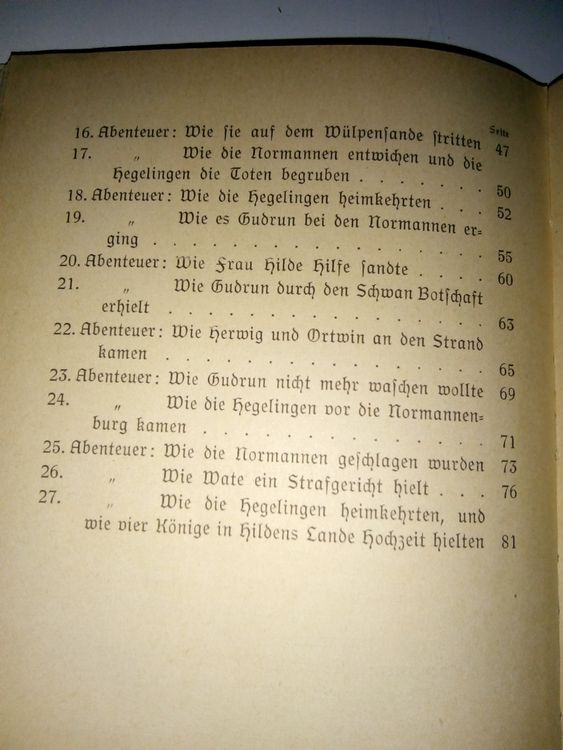 Seite
16. Abenteuer: Wie sie auf dem Wülpensande stritten 47
17. „ Wie die Normannen entwichen und die
Hegelingen die Toten begruben . . . . . . . 50
18. Abenteuer: Wie die Hegelingen heimkehrten . . . 52
19. „ Wie es Gudrun bei den Normannen er=
ging . . . . . . . . . . . . . . . . . 55
20. Abenteuer: Wie Frau Hilde Hilfe sandte . . . . 60
21. „ Wie Gudrun durch den Schwan Botschaft
erhielt . . . . . . . . . . . . . . . . 63
22. Abenteuer: Wie Herwig und Ortwin an den Strand
kamen . . . . . . . . . . . . . . . . 65
23. Abenteuer: Wie Gudrun nicht mehr waschen wollte 69
24. „ Wie die Hegelingen vor die Normannen=
burg kamen . . . . . . . . . . . . . . 71
25. Abenteuer: Wie die Normannen geschlagen wurden 73
26. „ Wie Wate ein Strafgericht hielt . . . 76
27. „ Wie die Hegelingen heimkehrten, und
wie vier Könige in Hildens Lande Hochzeit hielten 81